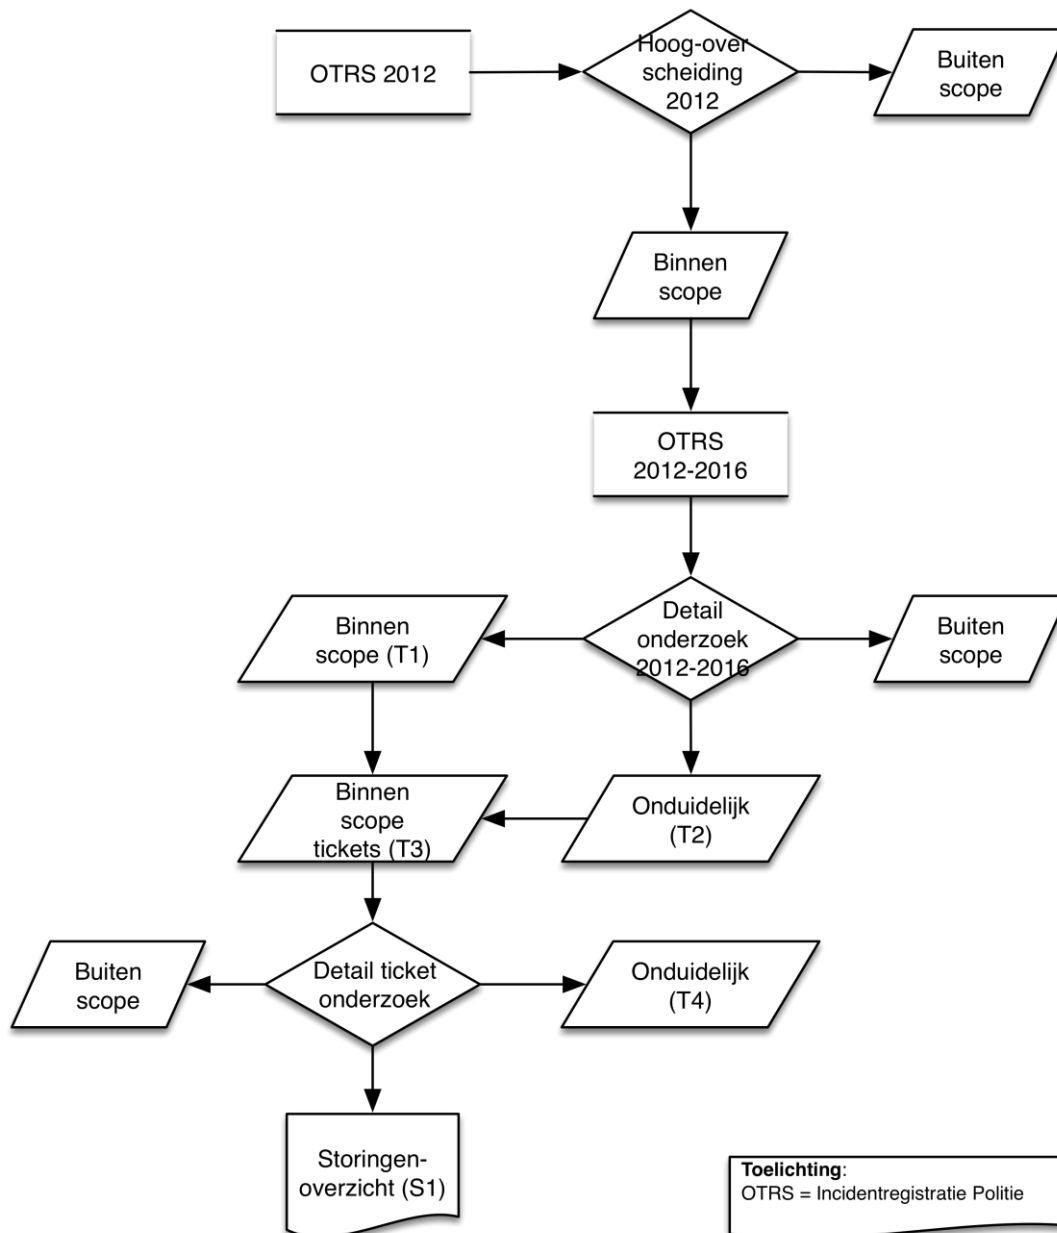 OTRS 2012
Hoog-over
scheiding
2012
Buiten
scope
Binnen
scope
OTRS
2012-2016
Binnen
scope (T1)
Detail
onderzoek
2012-2016
Buiten
scope
Binnen
scope
tickets (T3)
Onduidelijk
(T2)
Buiten
scope
Detail ticket
onderzoek
Onduidelijk
(T4)
Storingen-
overzicht (S1)
Toelichting:
OTRS = Incidentregistratie Politie